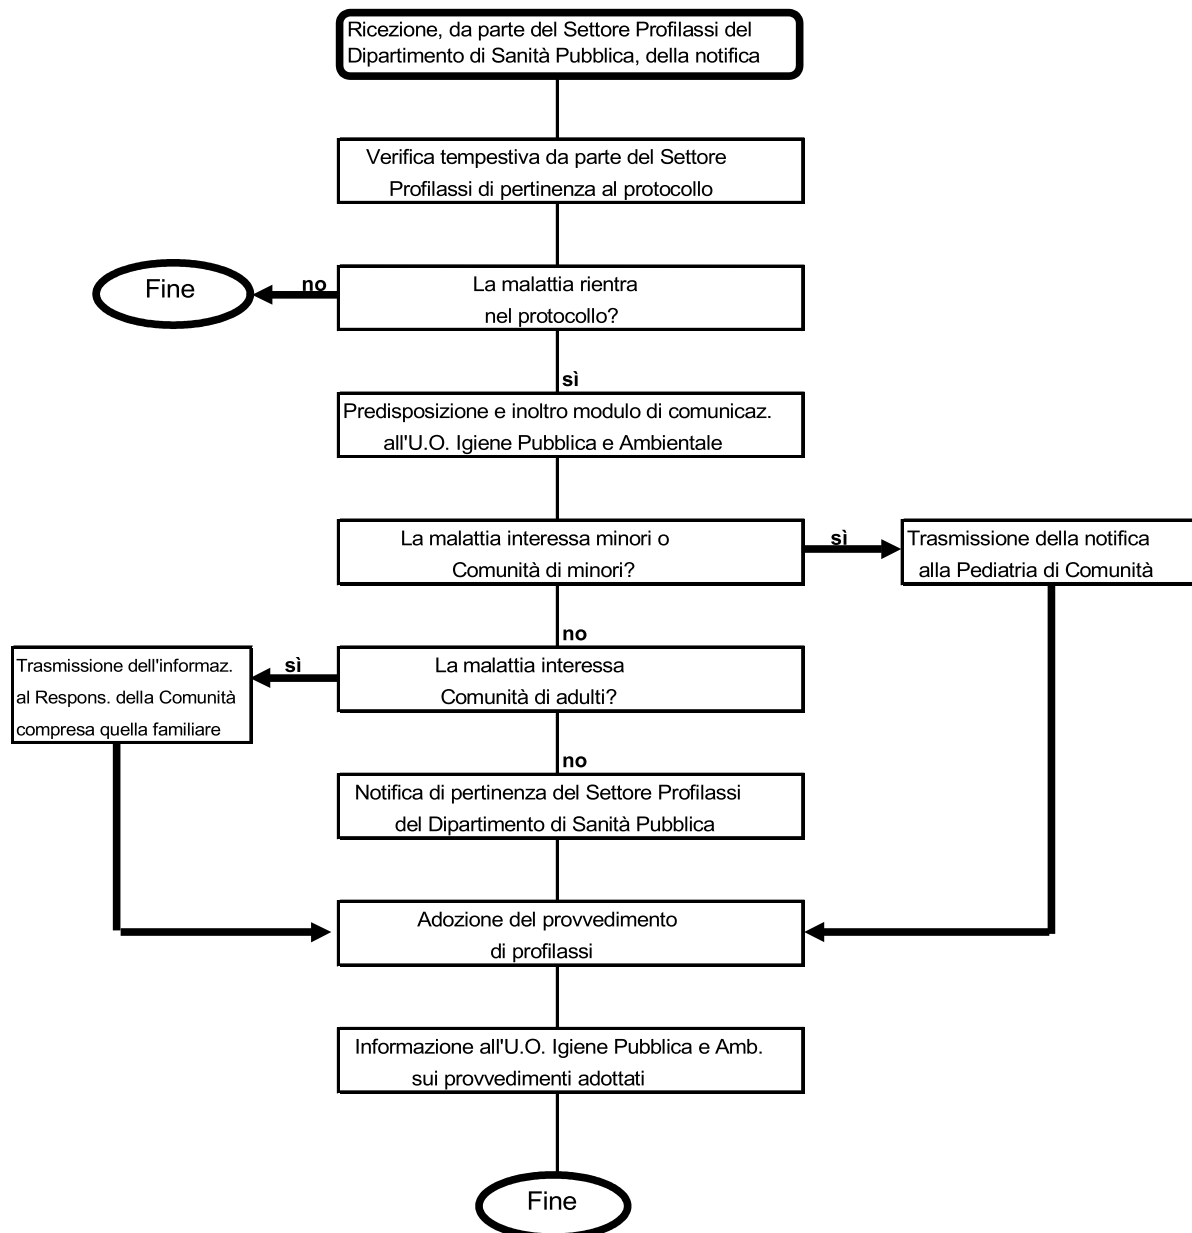 Ricezione, da parte del Settore Profilassi del
Dipartimento di Sanità Pubblica, della notifica
Verifica tempestiva da parte del Settore
Profilassi di pertinenza al protocollo
Fine
no
La malattia rientra
nel protocollo?
sì
Predisposizione e inoltro modulo di comunicaz.
all'U.O. Igiene Pubblica e Ambientale
La malattia interessa minori o
Comunità di minori?
sì
Trasmissione della notifica
alla Pediatria di Comunità
no
Trasmissione dell'informaz.
al Respons. della Comunità
compresa quella familiare
sì
La malattia interessa
Comunità di adulti?
no
Notifica di pertinenza del Settore Profilassi
del Dipartimento di Sanità Pubblica
Adozione del provvedimento
di profilassi
Informazione all'U.O. Igiene Pubblica e Amb.
sui provvedimenti adottati
Fine